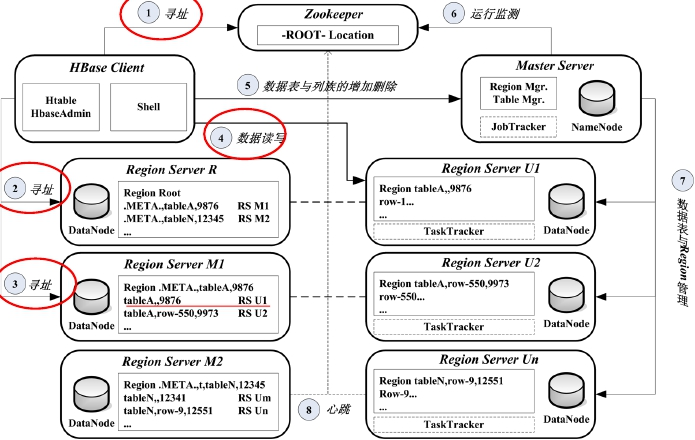 ① 寻址
Zookeeper
-ROOT- Location
⑥ 运行监测
HBase Client
Htable
HbaseAdmin
Shell
⑤ 数据表与列族的增加删除
④ 数据读写
Master Server
Region Mgr.
Table Mgr.
JobTracker
NameNode
② 寻址
Region Server R
DataNode
Region Root
.META.,tableA,9876 RS M1
.META.,tableN,12345 RS M2
...
Region Server U1
Region tableA,,9876
row-1...
...
TaskTracker
DataNode
⑦ 数据表与Region管理
③ 寻址
Region Server M1
DataNode
Region .META.,tableA,9876
tableA,,9876 RS U1
tableA,row-550,9973 RS U2
...
Region Server U2
Region tableA,row-550,9973
row-550...
...
TaskTracker
DataNode
Region Server M2
DataNode
Region .META.,t,tableN,12345
tableN,,12341 RS Um
tableN,row-9,12551 RS Un
...
⑧ 心跳
Region Server Un
Region tableN,row-9,12551
Row-9...
...
TaskTracker
DataNode